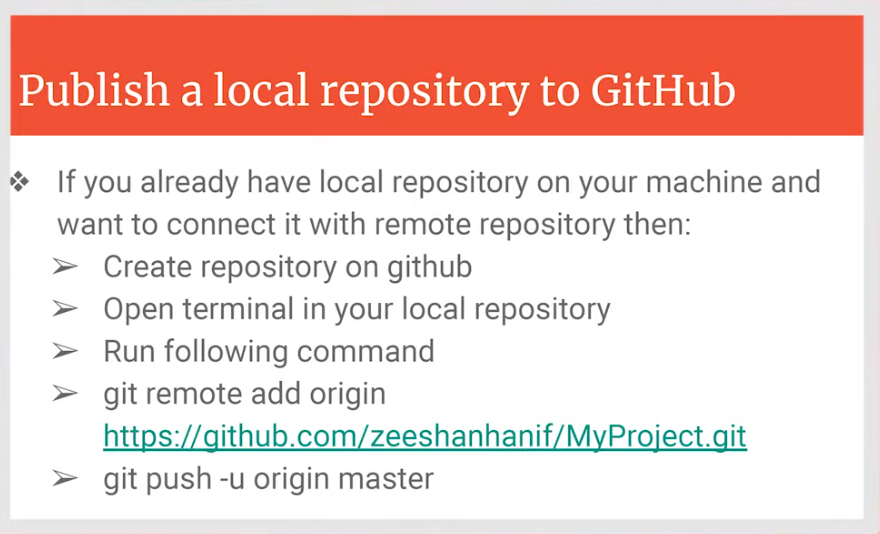 Publish a local repository to GitHub
❖ If you already have local repository on your machine and
want to connect it with remote repository then:
➢ Create repository on github
➢ Open terminal in your local repository
➢ Run following command
➢ git remote add origin
https://github.com/zeeshanhanif/MyProject.git
➢ git push -u origin master